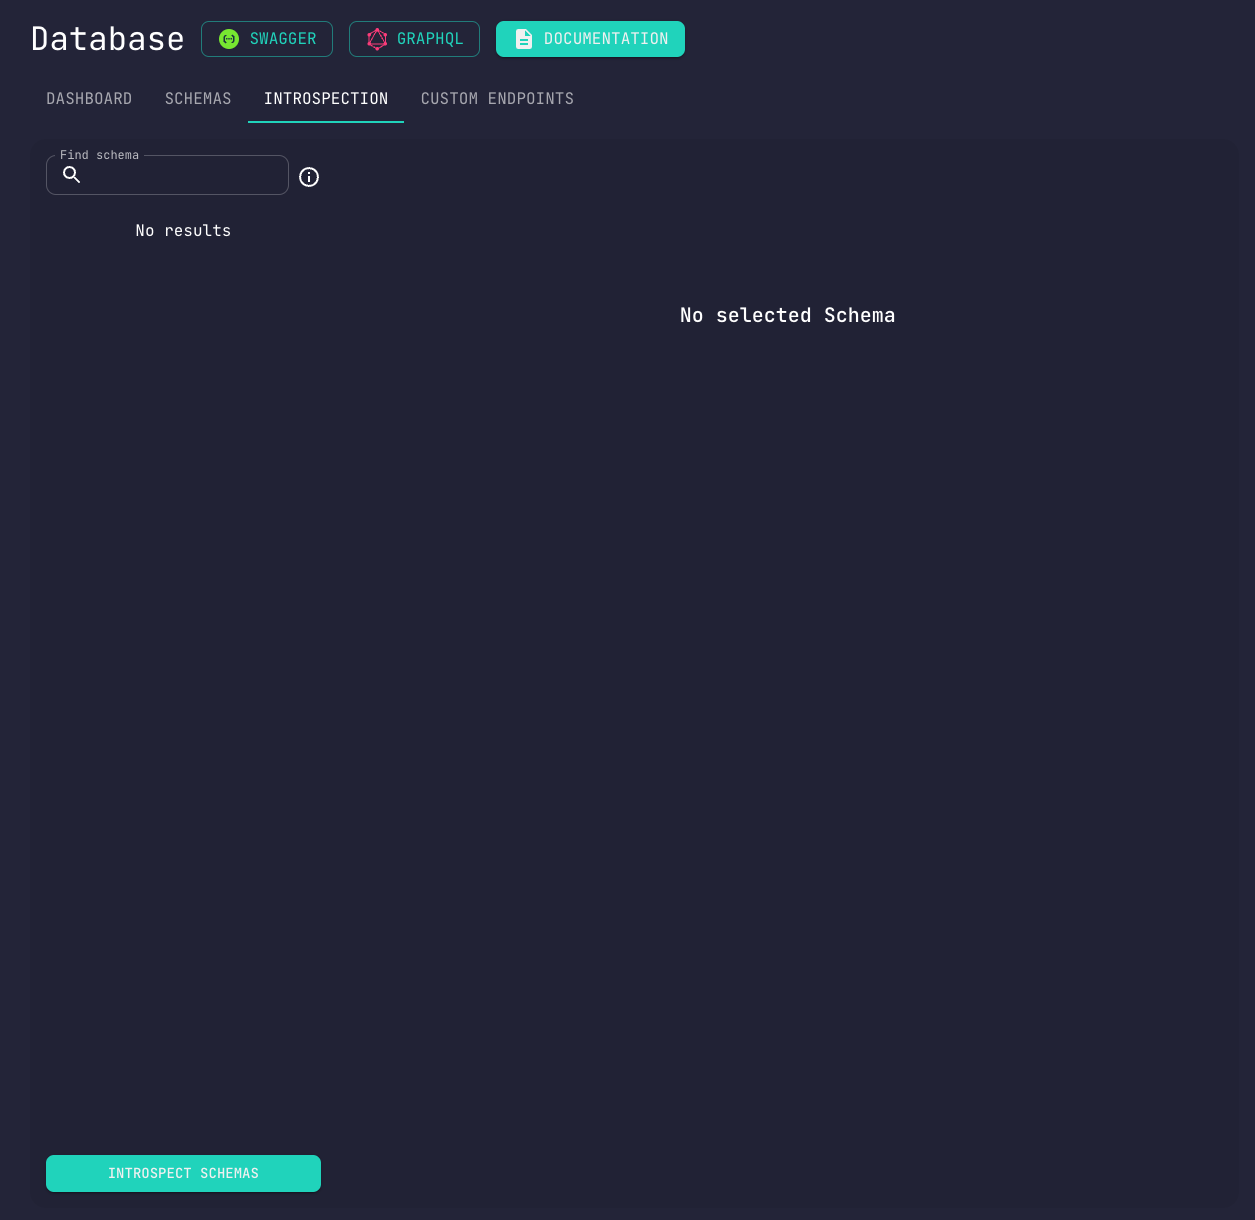 Database
SWAGGER
GRAPHQL
DOCUMENTATION
DASHBOARD
SCHEMAS
INTROSPECTION
CUSTOM ENDPOINTS
Find schema
No results
No selected Schema
INTROSPECT SCHEMAS